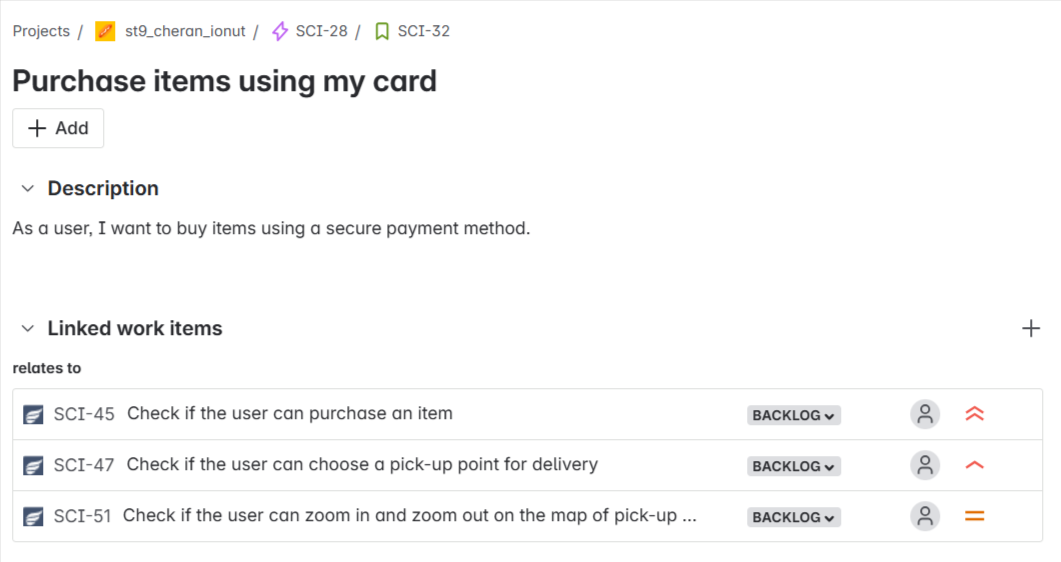 Projects / st9_cheran_ionut / SCI-28 / SCI-32
Purchase items using my card
+ Add
Description
As a user, I want to buy items using a secure payment method.
Linked work items
relates to
SCI-45 Check if the user can purchase an item BACKLOG
SCI-47 Check if the user can choose a pick-up point for delivery BACKLOG
SCI-51 Check if the user can zoom in and zoom out on the map of pick-up ... BACKLOG